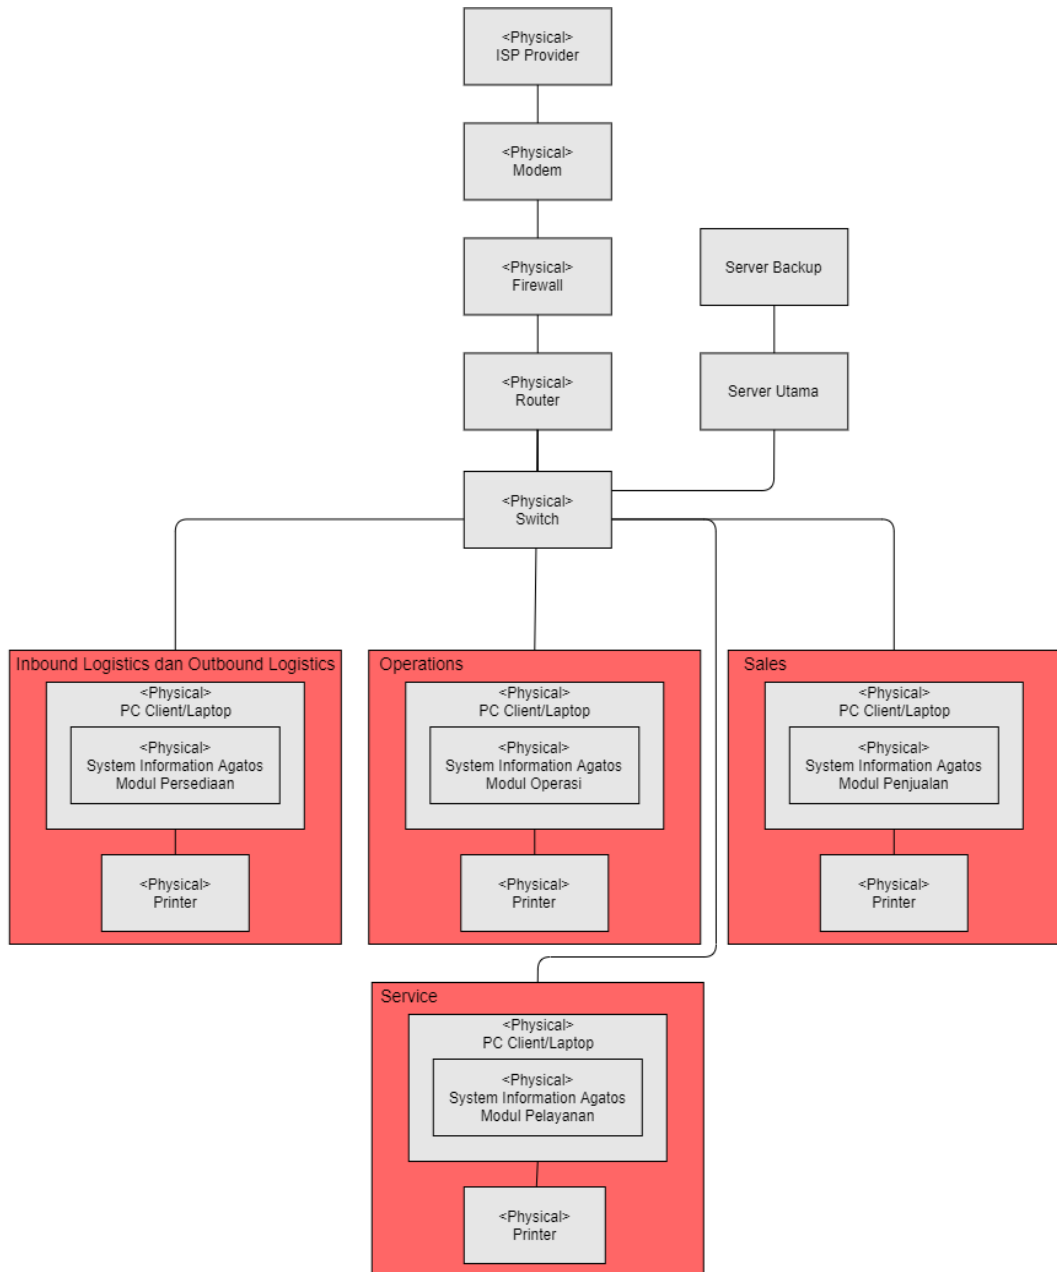 <Physical>
ISP Provider
<Physical>
Modem
<Physical>
Firewall
Server Backup
<Physical>
Router
Server Utama
<Physical>
Switch
Inbound Logistics dan Outbound Logistics
<Physical>
PC Client/Laptop
<Physical>
System Information Agatos
Modul Persediaan
<Physical>
Printer
Operations
<Physical>
PC Client/Laptop
<Physical>
System Information Agatos
Modul Operasi
<Physical>
Printer
Sales
<Physical>
PC Client/Laptop
<Physical>
System Information Agatos
Modul Penjualan
<Physical>
Printer
Service
<Physical>
PC Client/Laptop
<Physical>
System Information Agatos
Modul Pelayanan
<Physical>
Printer